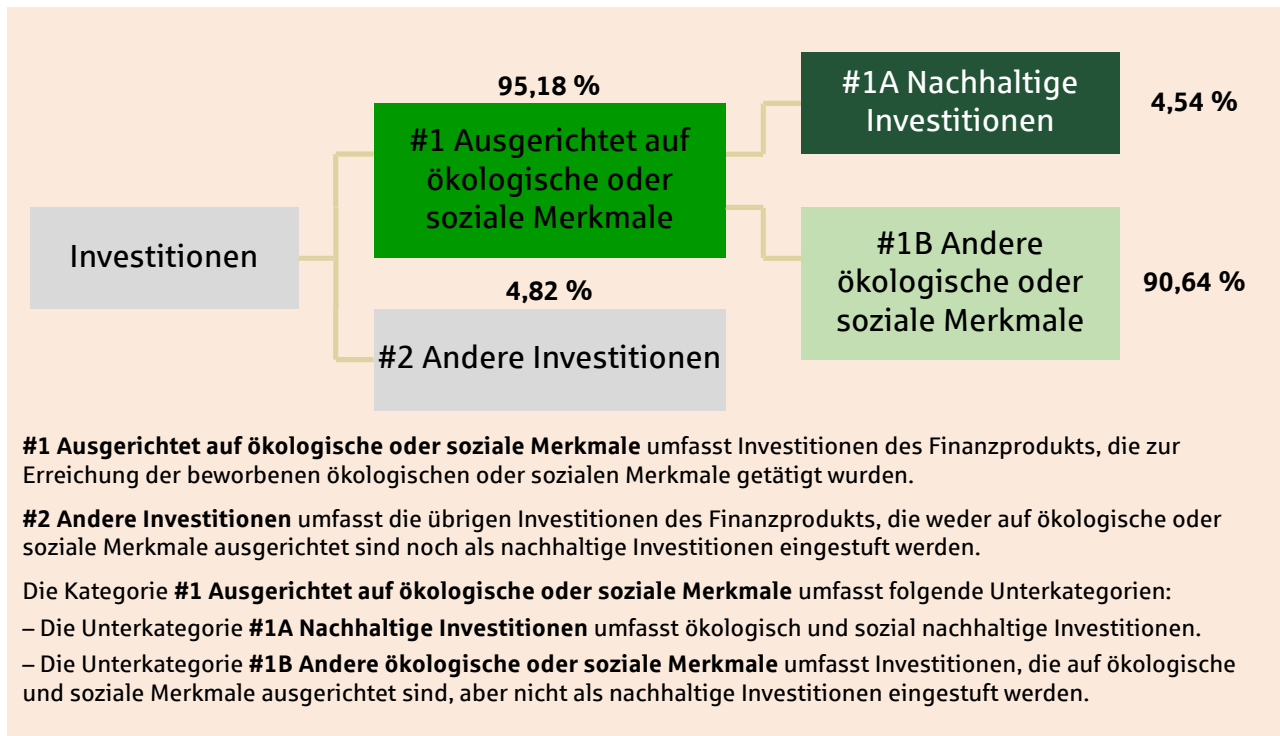 95,18 %
#1 Ausgerichtet auf
ökologische oder
soziale Merkmale
#1A Nachhaltige
Investitionen
4,54 %
Investitionen
4,82 %
#2 Andere Investitionen
#1B Andere
ökologische oder
soziale Merkmale
90,64 %
#1 Ausgerichtet auf ökologische oder soziale Merkmale umfasst Investitionen des Finanzprodukts, die zur
Erreichung der beworbenen ökologischen oder sozialen Merkmale getätigt wurden.
#2 Andere Investitionen umfasst die übrigen Investitionen des Finanzprodukts, die weder auf ökologische oder
soziale Merkmale ausgerichtet sind noch als nachhaltige Investitionen eingestuft werden.
Die Kategorie #1 Ausgerichtet auf ökologische oder soziale Merkmale umfasst folgende Unterkategorien:
– Die Unterkategorie #1A Nachhaltige Investitionen umfasst ökologisch und sozial nachhaltige Investitionen.
– Die Unterkategorie #1B Andere ökologische oder soziale Merkmale umfasst Investitionen, die auf ökologische
und soziale Merkmale ausgerichtet sind, aber nicht als nachhaltige Investitionen eingestuft werden.